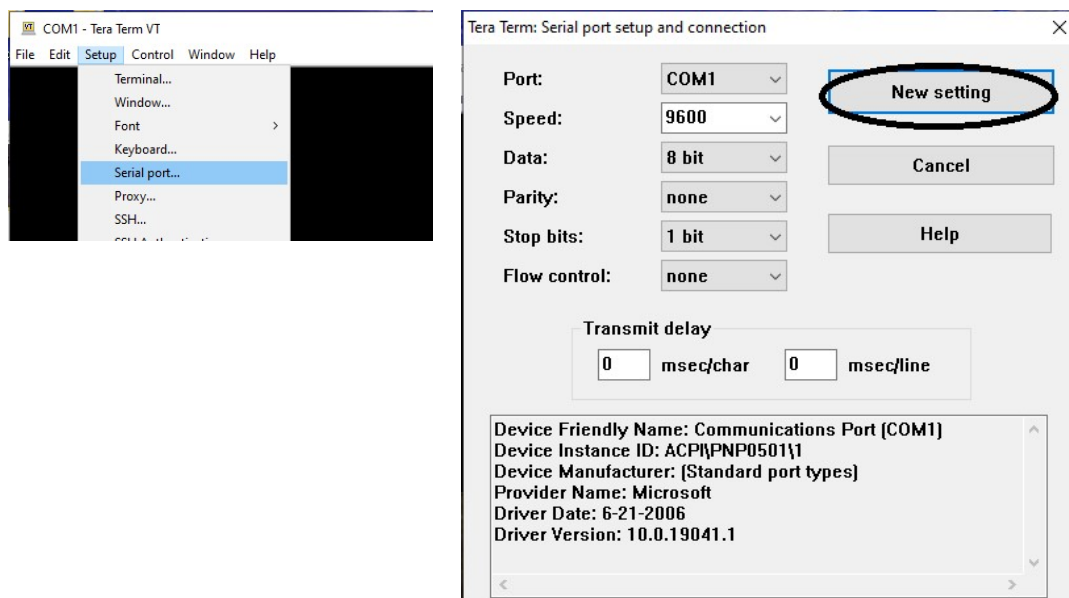 COM1 - Tera Term VT
File Edit Setup Control Window Help
Terminal...
Window...
Font
Keyboard...
Serial port...
Proxy...
SSH...
Tera Term: Serial port setup and connection
Port: COM1
New setting
Speed: 9600
Data: 8 bit
Cancel
Parity: none
Stop bits: 1 bit
Help
Flow control: none
Transmit delay
0 msec/char 0 msec/line
Device Friendly Name: Communications Port (COM1)
Device Instance ID: ACPI\PNP0501\1
Device Manufacturer: (Standard port types)
Provider Name: Microsoft
Driver Date: 6-21-2006
Driver Version: 10.0.19041.1